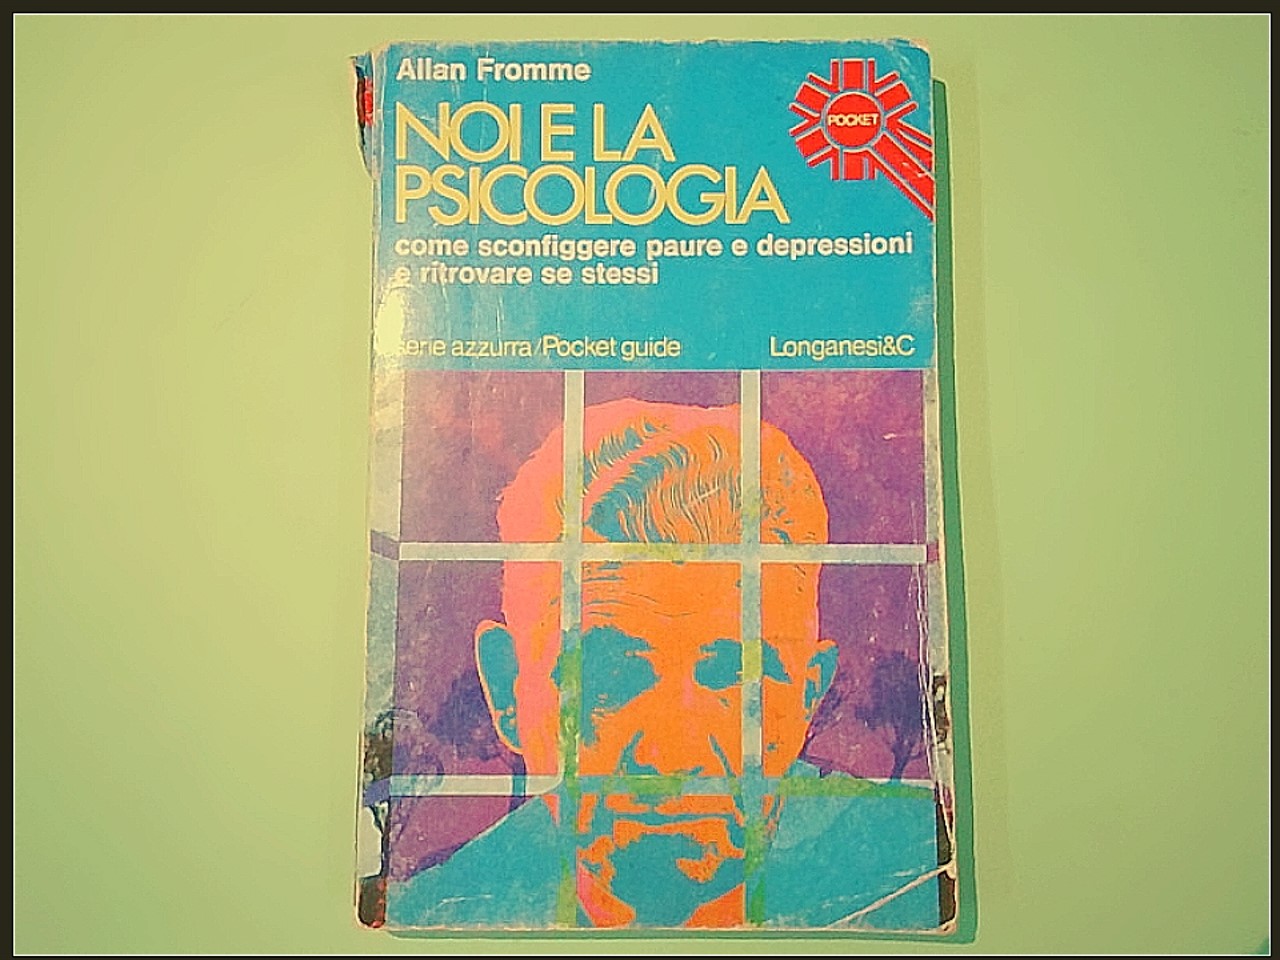 Allan Fromme
POCKET
NOI E LA
PSICOLOGIA
come sconfiggere paure e depressioni
e ritrovare se stessi
serie azzurra/Pocket guide
Longanesi&C